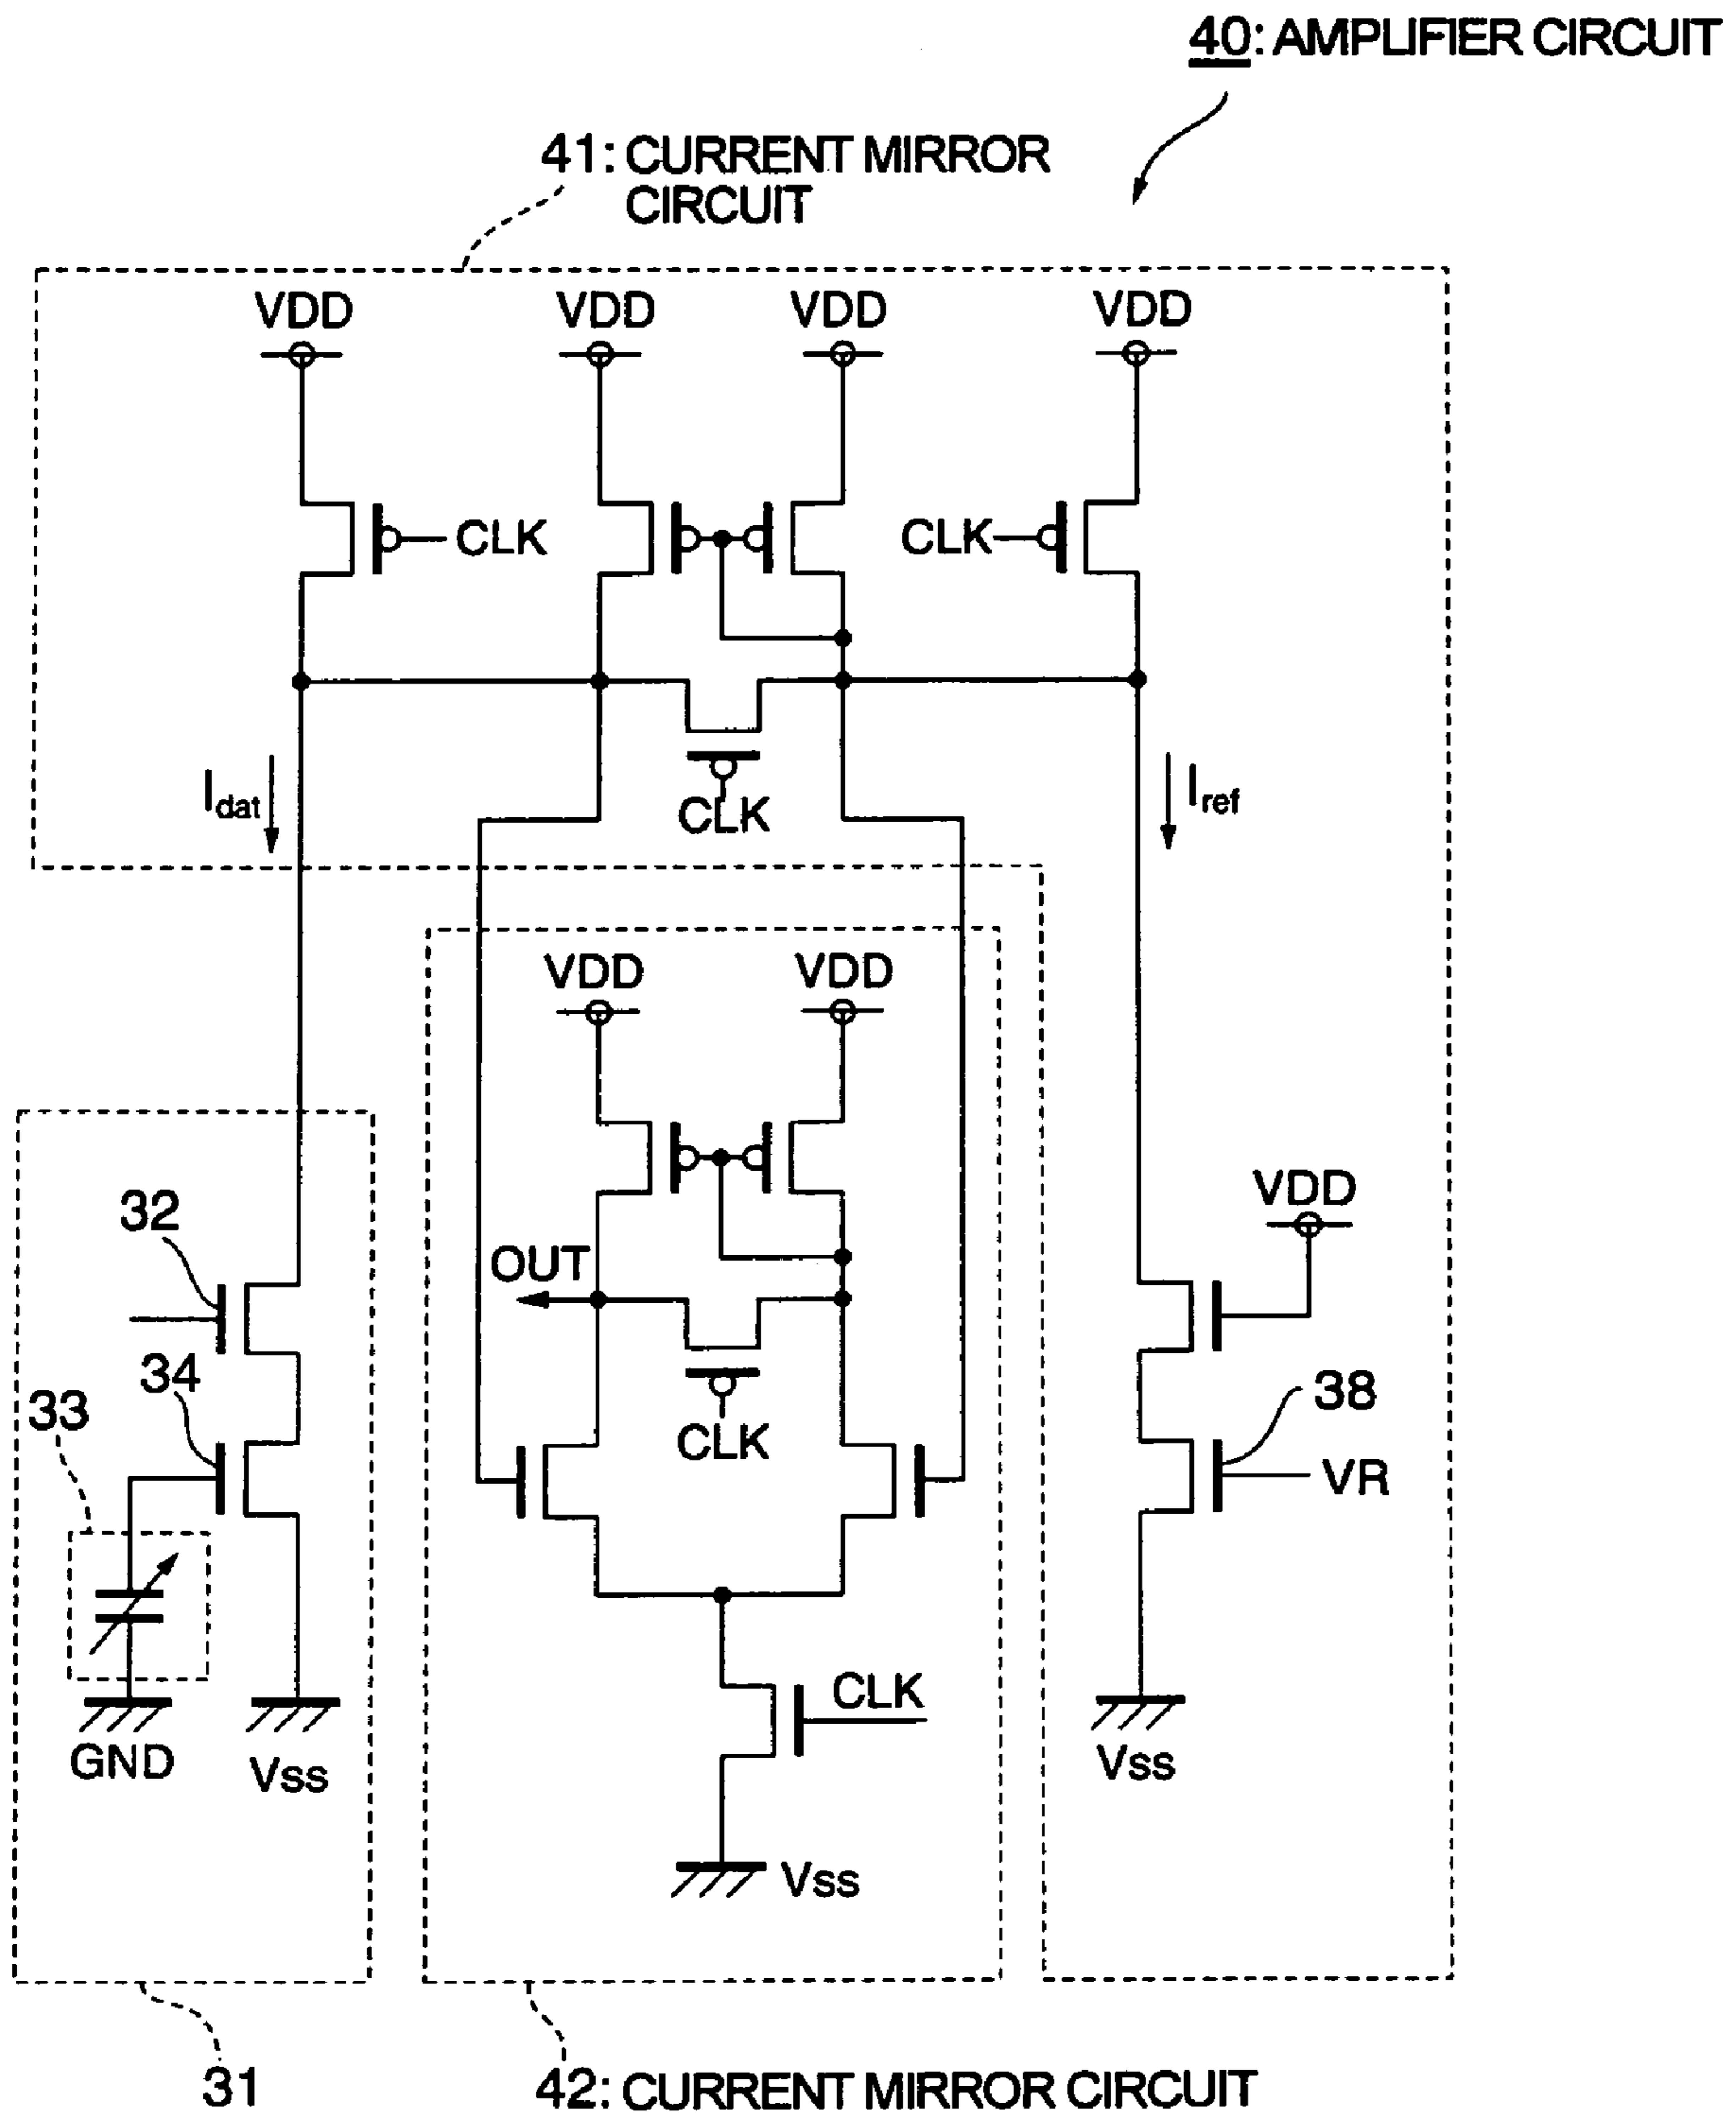 40: AMPLIFIER CIRCUIT
41: CURRENT MIRROR
CIRCUIT
VDD VDD VDD VDD
CLK CLK
Idat CLK Iref
VDD VDD
VDD
32
OUT
34
33
CLK
38
VR
CLK
GND Vss Vss
Vss
31
42: CURRENT MIRROR CIRCUIT